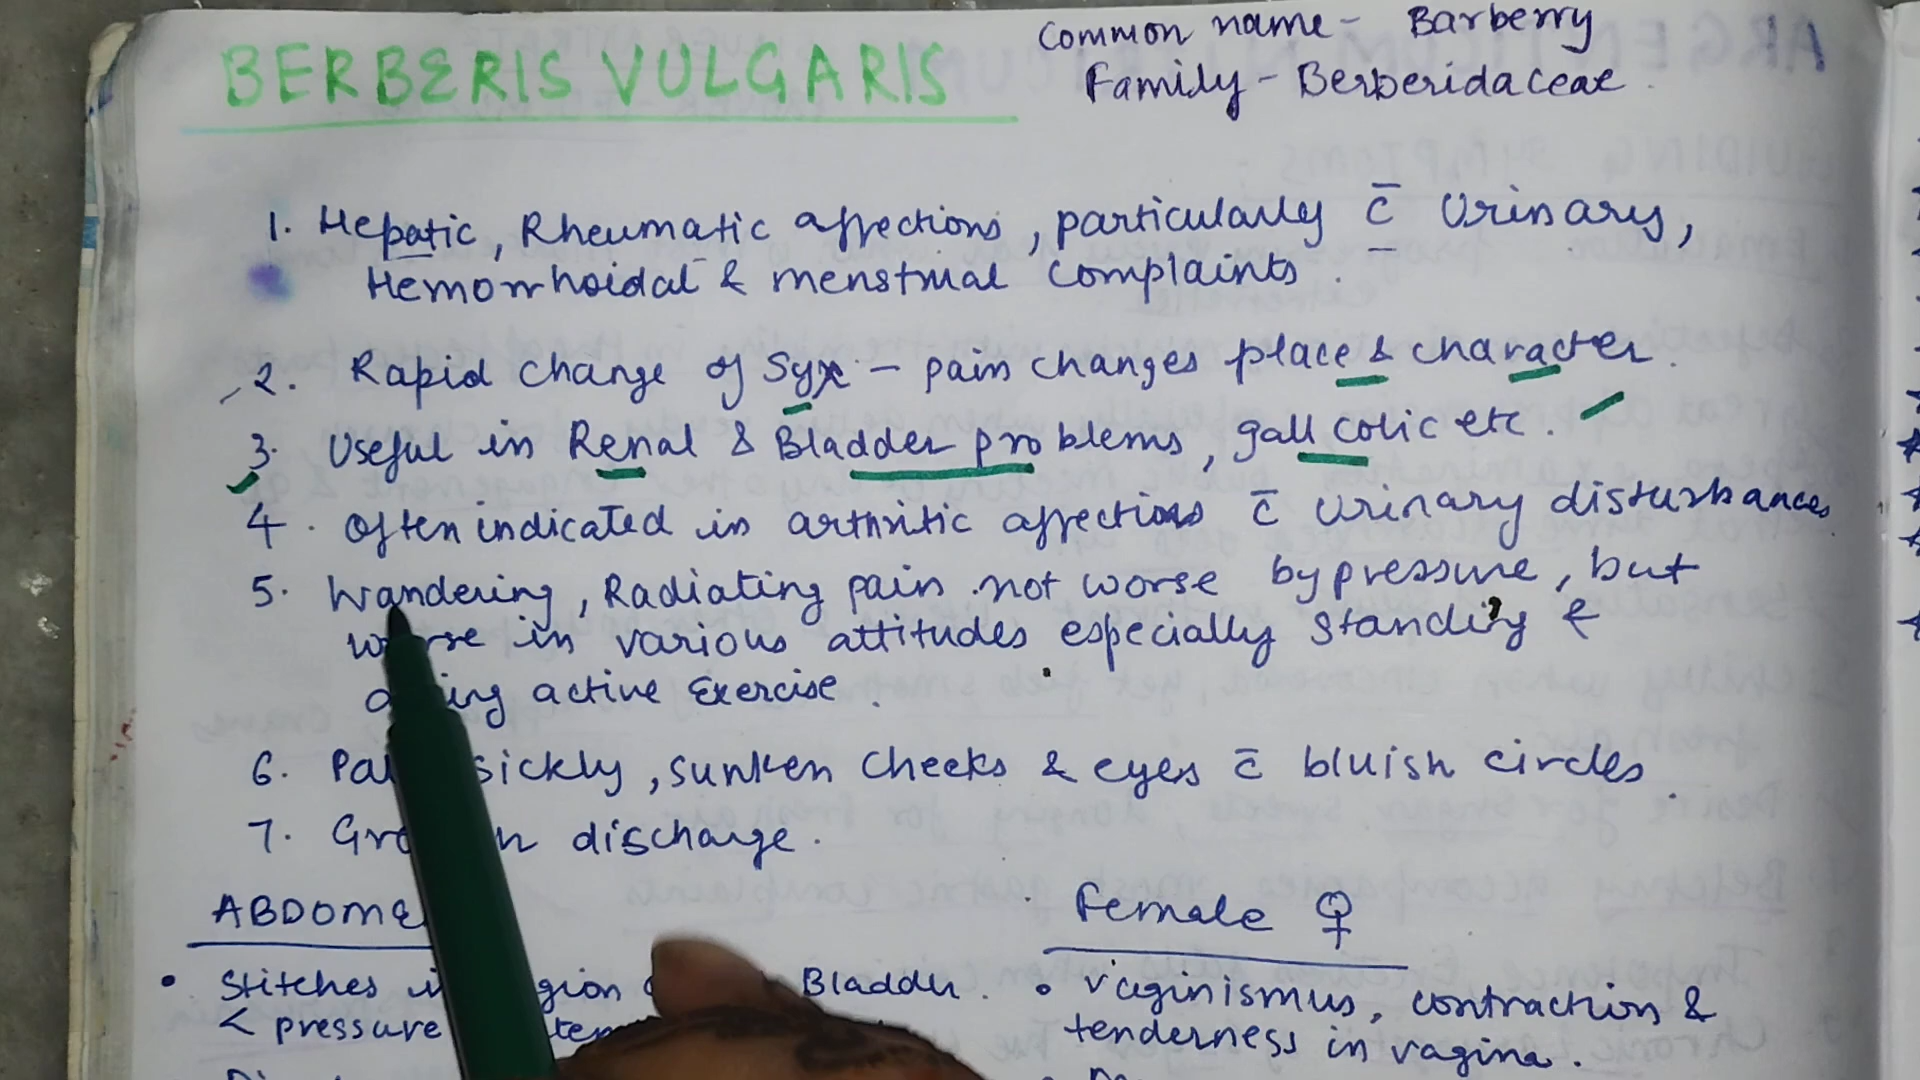 BERBERIS VULGARIS
Common name - Barberry
Family - Berberidaceae
1. Hepatic, Rheumatic affections, particularly c̄ Urinary,
Hemorrhoidal & menstrual complaints.
2. Rapid change of Syx - pain changes place & character.
3. Useful in Renal & Bladder problems, gall colic etc.
4. Often indicated in arthritic affections c̄ urinary disturbances.
5. Wandering, Radiating pain not worse by pressure, but
in various attitudes especially standing &
active Exercise.
6. sickly, sunken cheeks & eyes c̄ bluish circles.
7. discharge.
Female ♀
• Stitches Bladder.
< pressure
• Vaginismus, contraction &
tenderness in vagina.